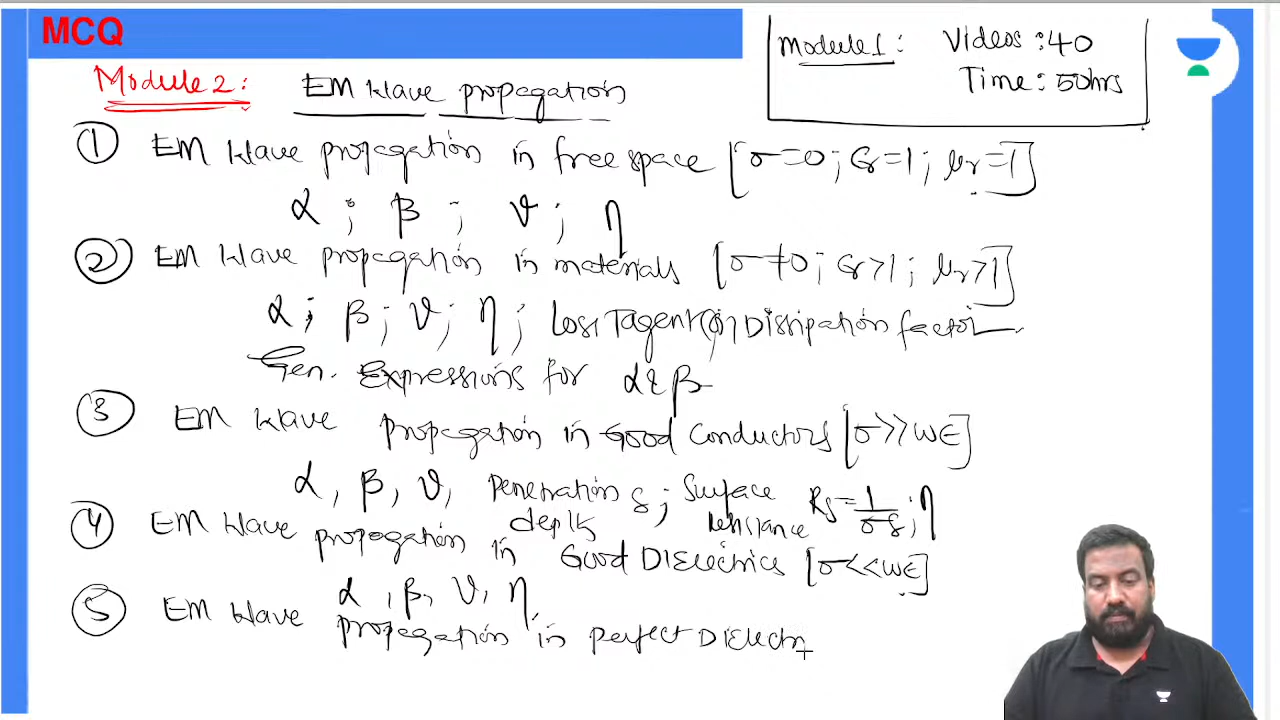 MCQ
Module 1 : Videos : 40
Time : 50hrs
Module 2 : EM Wave propagation
① EM Wave propagation in free space [σ=0 ; εr=1 ; μr=1]
α ; β ; ϑ ; η
② EM Wave propagation in materials [σ≠0 ; εr>1 ; μr>1]
α ; β ; ϑ ; η ; Loss Tagent (or) Dissipation factor
Gen. Expressions for α & β
③ EM Wave propagation in Good Conductors [σ>>ωε]
α, β, ϑ, Penetration depth δ ; Surface resistance Rs = 1/σδ ; η
④ EM Wave propagation in Good Dielectrics [σ<<ωε]
α, β, ϑ, η.
⑤ EM Wave propagation in perfect Dielectr